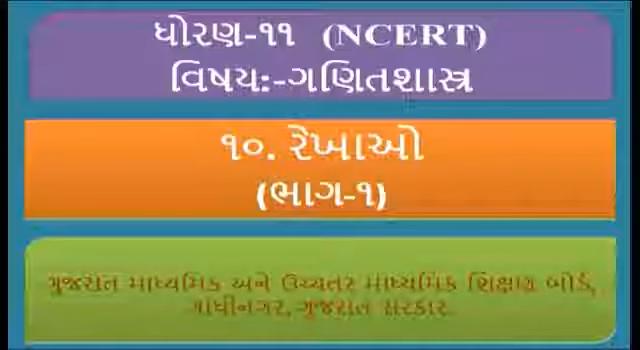 ધોરણ-૧૧ (NCERT)
વિષય:-ગણિતશાસ્ત્ર
૧૦. રેખાઓ
(ભાગ-૧)
ગુજરાત માધ્યમિક અને ઉચ્ચતર માધ્યમિક શિક્ષણ બોર્ડ,
ગાંધીનગર, ગુજરાત સરકાર